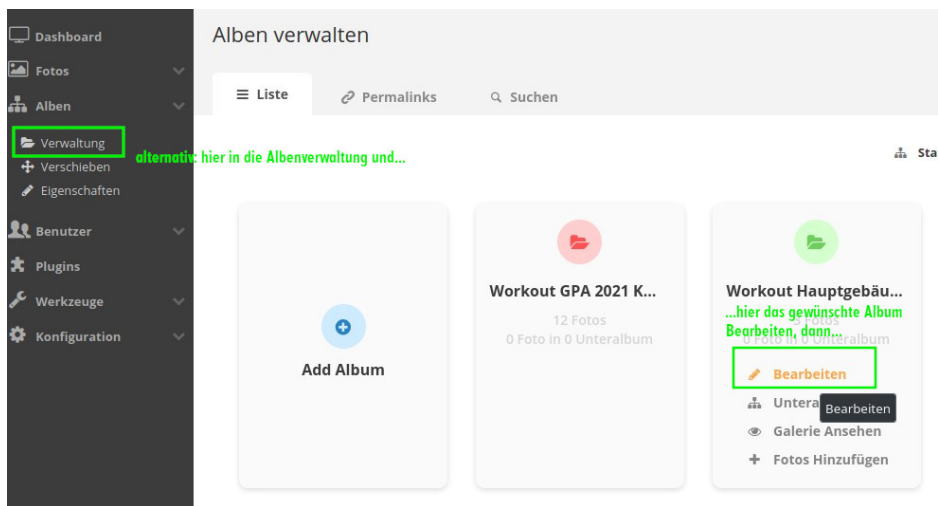 Dashboard
Fotos
Alben
Verwaltung
Verschieben
Eigenschaften
Benutzer
Plugins
Werkzeuge
Konfiguration
Alben verwalten
Liste
Permalinks
Suchen
alternativ: hier in die Albenverwaltung und...
Sta
Add Album
Workout GPA 2021 K...
12 Fotos
0 Foto in 0 Unteralbum
Workout Hauptgebäu...
...hier das gewünschte Album
Fotos
Bearbeiten, dann...
0 Foto in 0 Unteralbum
Bearbeiten
Untera
Bearbeiten
Galerie Ansehen
Fotos Hinzufügen